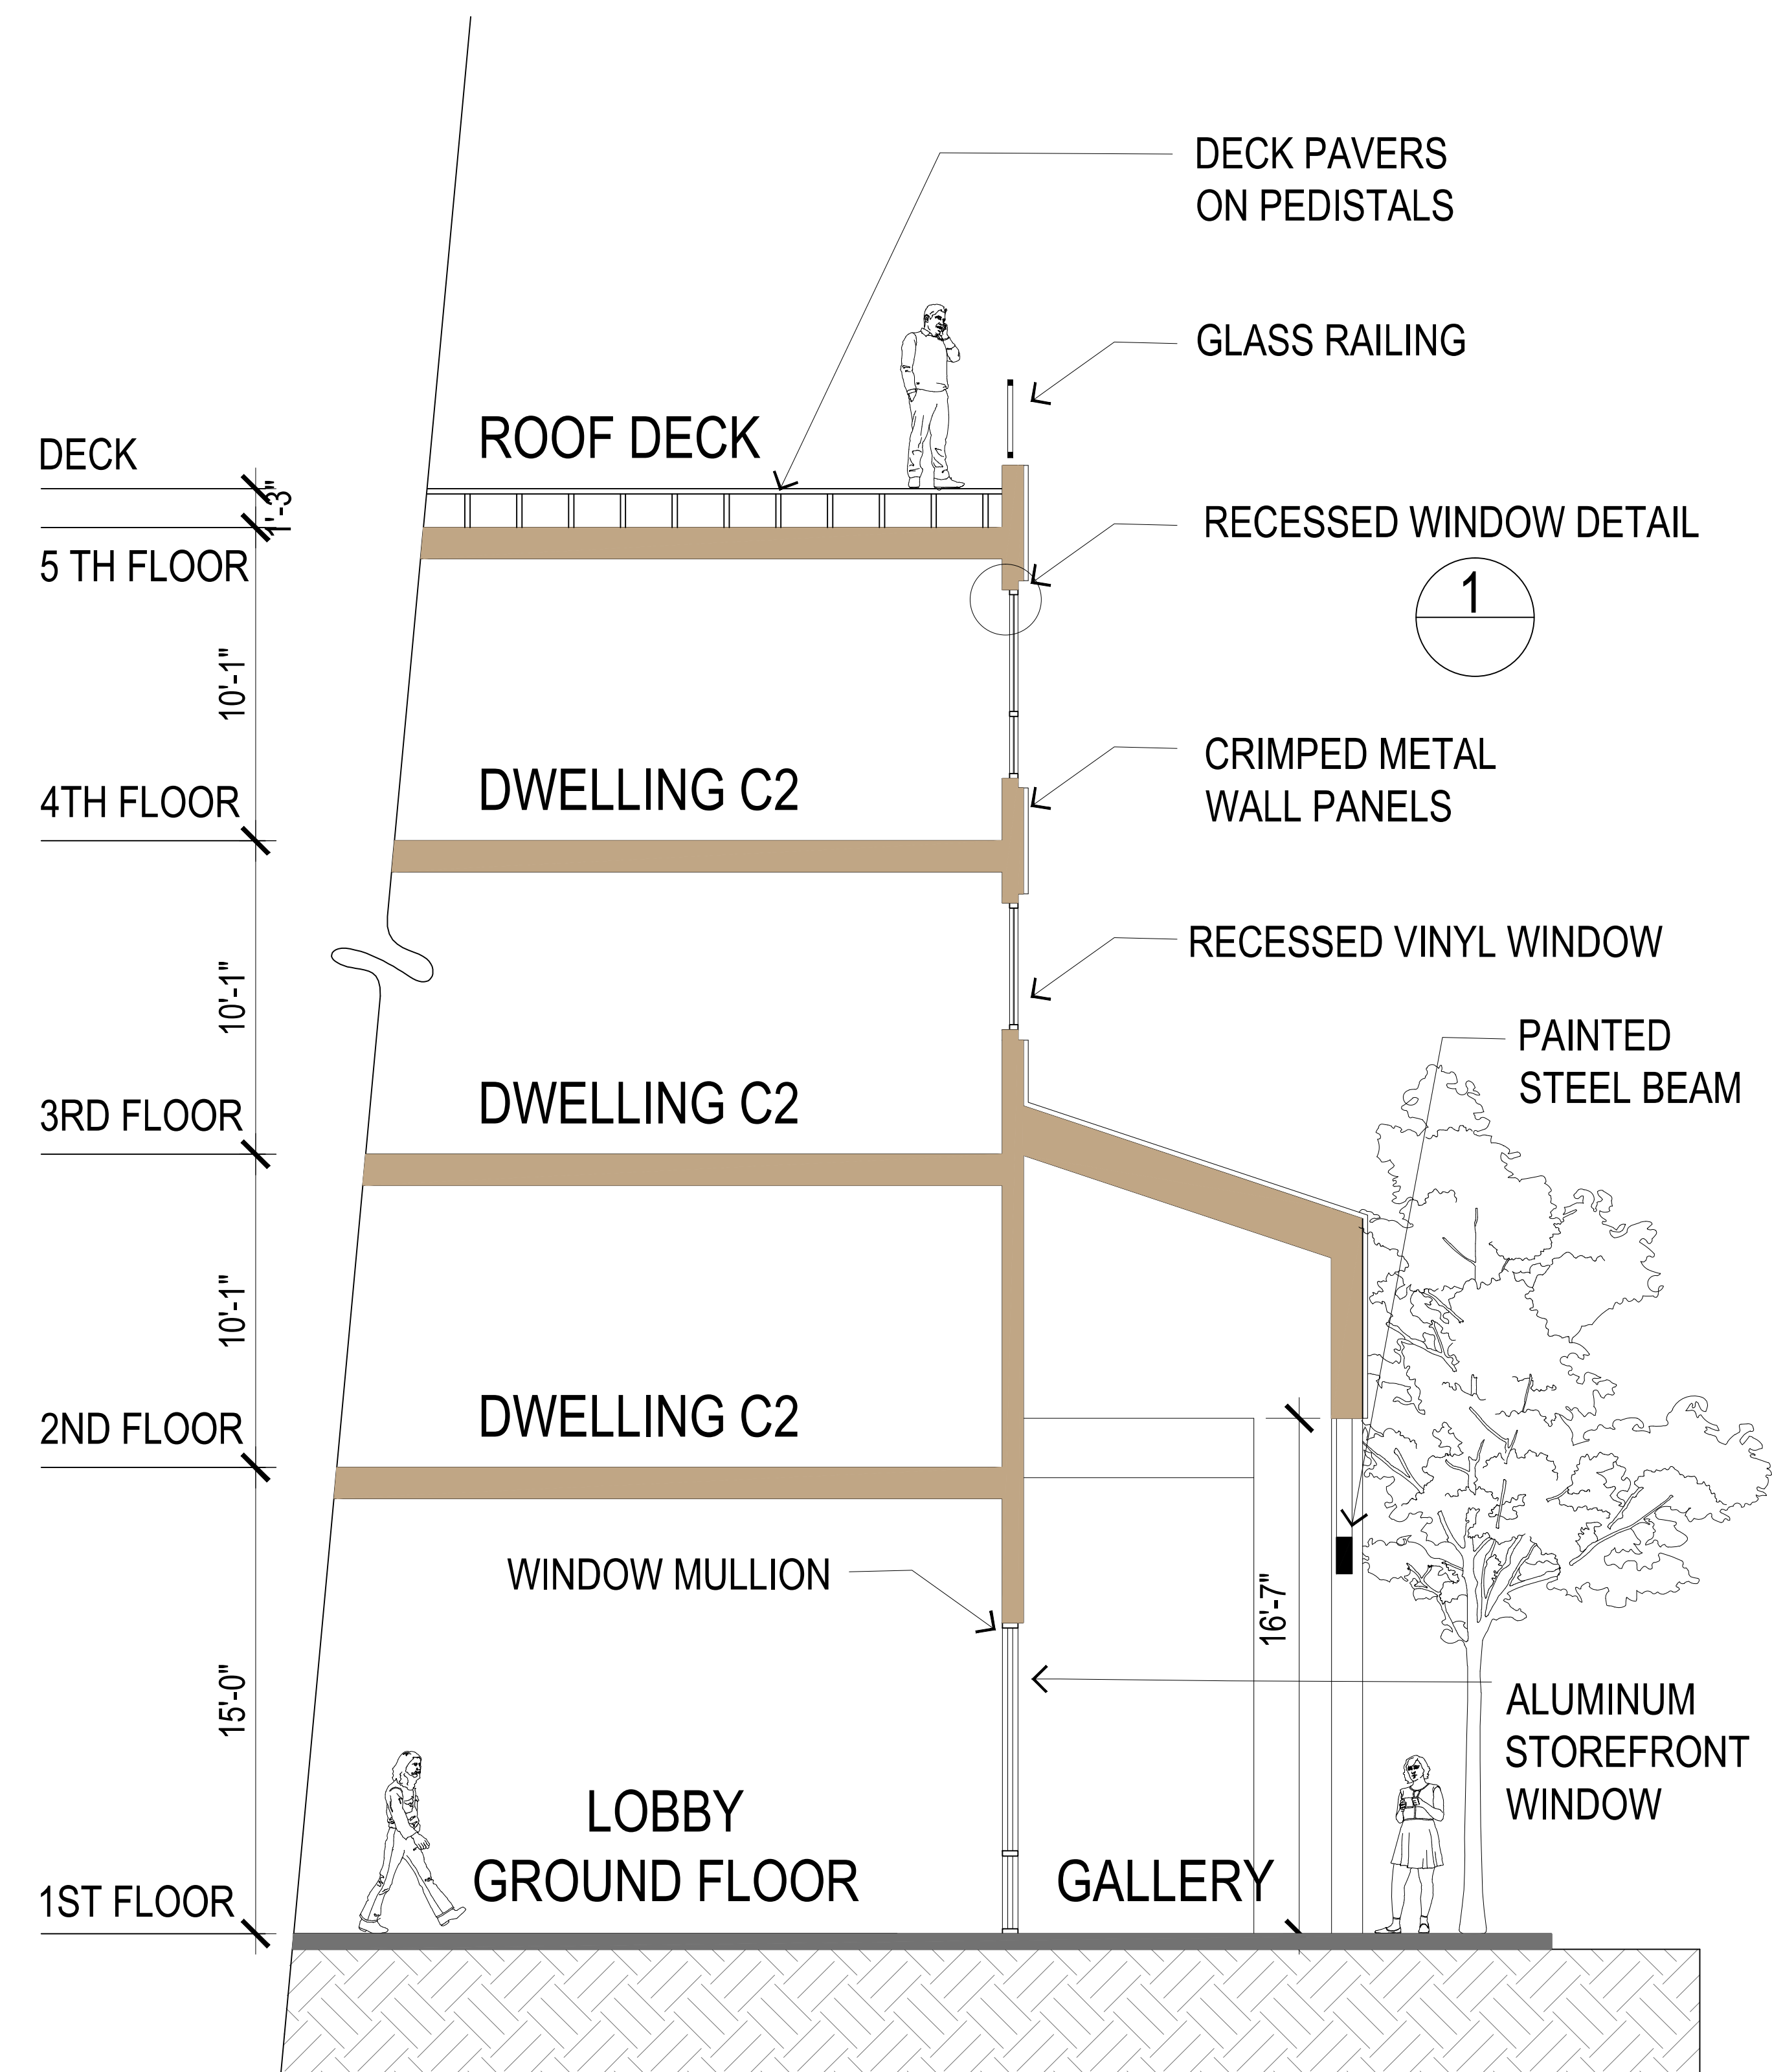 DECK PAVERS
ON PEDISTALS
GLASS RAILING
ROOF DECK
DECK
1'-3"
RECESSED WINDOW DETAIL
5 TH FLOOR
1
10'-1"
CRIMPED METAL
WALL PANELS
DWELLING C2
4TH FLOOR
RECESSED VINYL WINDOW
10'-1"
PAINTED
STEEL BEAM
DWELLING C2
3RD FLOOR
10'-1"
DWELLING C2
2ND FLOOR
WINDOW MULLION
16'-7"
15'-0"
ALUMINUM
STOREFRONT
WINDOW
LOBBY
GROUND FLOOR
GALLERY
1ST FLOOR